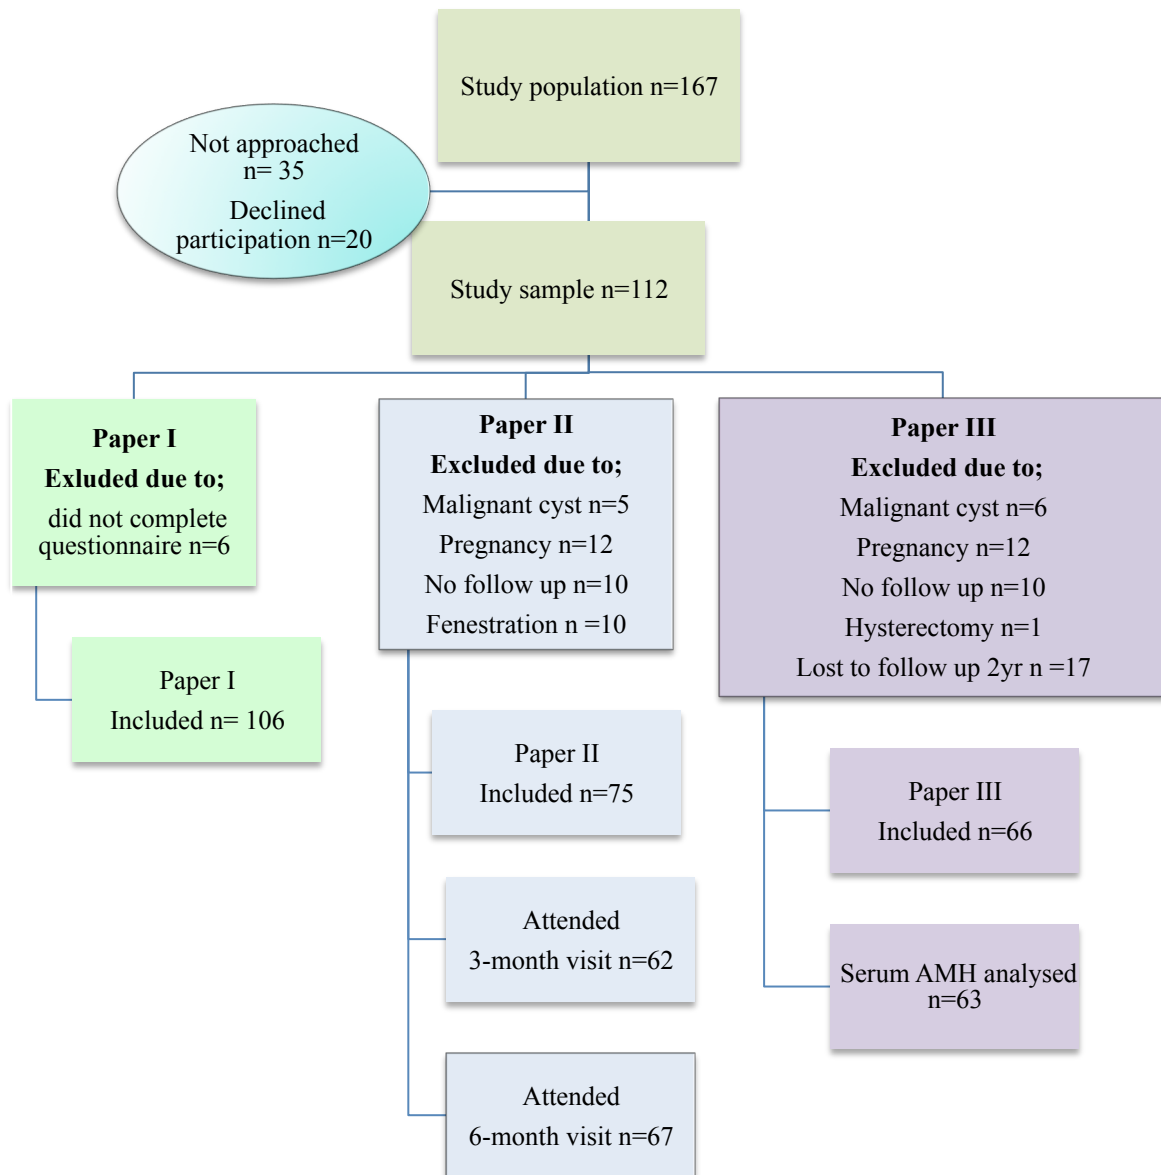 Study population n=167
Not approached
n= 35
Declined
participation n=20
Study sample n=112
Paper I
Exluded due to;
did not complete
questionnaire n=6
Paper I
Included n= 106
Paper II
Excluded due to;
Malignant cyst n=5
Pregnancy n=12
No follow up n=10
Fenestration n =10
Paper II
Included n=75
Attended
3-month visit n=62
Attended
6-month visit n=67
Paper III
Excluded due to;
Malignant cyst n=6
Pregnancy n=12
No follow up n=10
Hysterectomy n=1
Lost to follow up 2yr n =17
Paper III
Included n=66
Serum AMH analysed
n=63